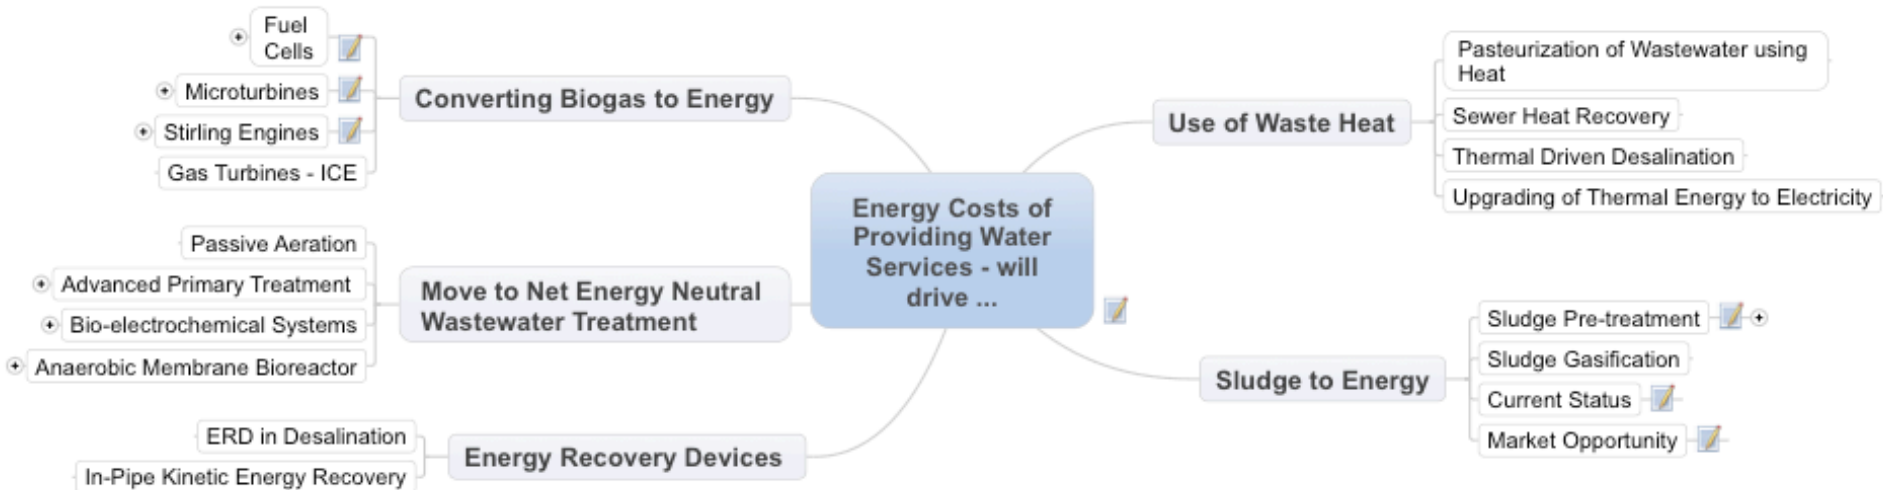 Fuel
Cells
Microturbines
Stirling Engines
Gas Turbines - ICE
Converting Biogas to Energy
Passive Aeration
Advanced Primary Treatment
Bio-electrochemical Systems
Anaerobic Membrane Bioreactor
Move to Net Energy Neutral
Wastewater Treatment
ERD in Desalination
In-Pipe Kinetic Energy Recovery
Energy Recovery Devices
Energy Costs of
Providing Water
Services - will
drive ...
Use of Waste Heat
Pasteurization of Wastewater using
Heat
Sewer Heat Recovery
Thermal Driven Desalination
Upgrading of Thermal Energy to Electricity
Sludge to Energy
Sludge Pre-treatment
Sludge Gasification
Current Status
Market Opportunity